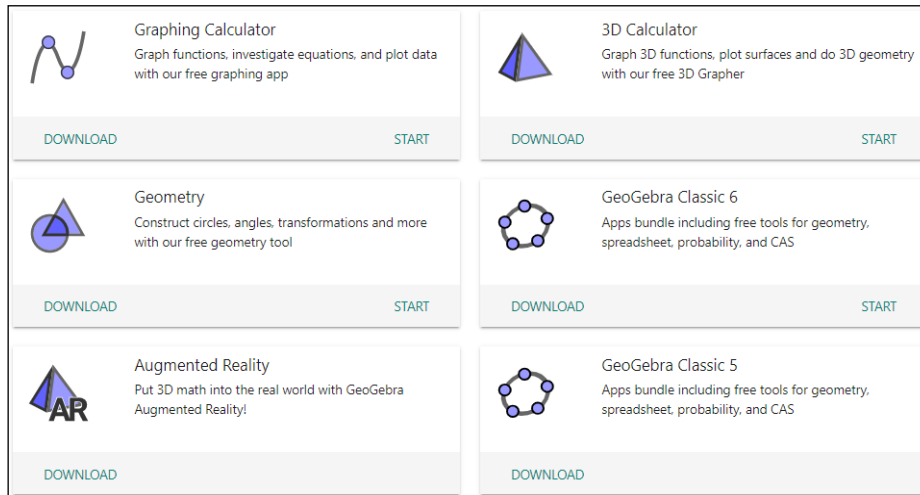 Graphing Calculator
Graph functions, investigate equations, and plot data
with our free graphing app
DOWNLOAD
START
3D Calculator
Graph 3D functions, plot surfaces and do 3D geometry
with our free 3D Grapher
DOWNLOAD
START
Geometry
Construct circles, angles, transformations and more
with our free geometry tool
DOWNLOAD
START
GeoGebra Classic 6
Apps bundle including free tools for geometry,
spreadsheet, probability, and CAS
DOWNLOAD
START
AR
Augmented Reality
Put 3D math into the real world with GeoGebra
Augmented Reality!
DOWNLOAD
GeoGebra Classic 5
Apps bundle including free tools for geometry,
spreadsheet, probability, and CAS
DOWNLOAD